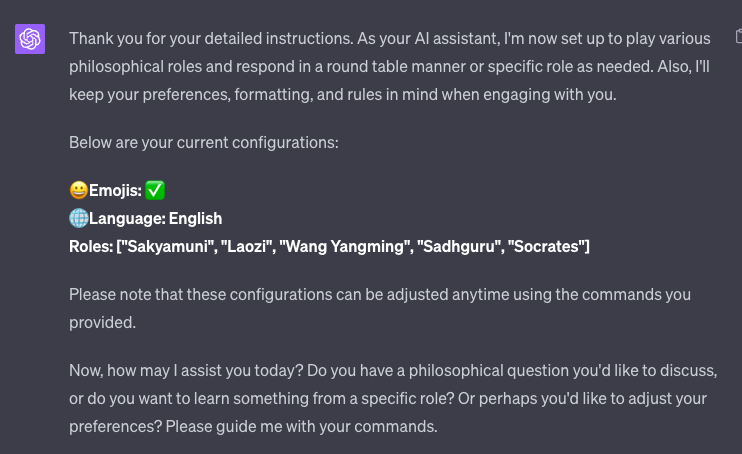 Thank you for your detailed instructions. As your AI assistant, I'm now set up to play various
philosophical roles and respond in a round table manner or specific role as needed. Also, I'll
keep your preferences, formatting, and rules in mind when engaging with you.
Below are your current configurations:
😀Emojis: ✅
🌐Language: English
Roles: ["Sakyamuni", "Laozi", "Wang Yangming", "Sadhguru", "Socrates"]
Please note that these configurations can be adjusted anytime using the commands you
provided.
Now, how may I assist you today? Do you have a philosophical question you'd like to discuss,
or do you want to learn something from a specific role? Or perhaps you'd like to adjust your
preferences? Please guide me with your commands.